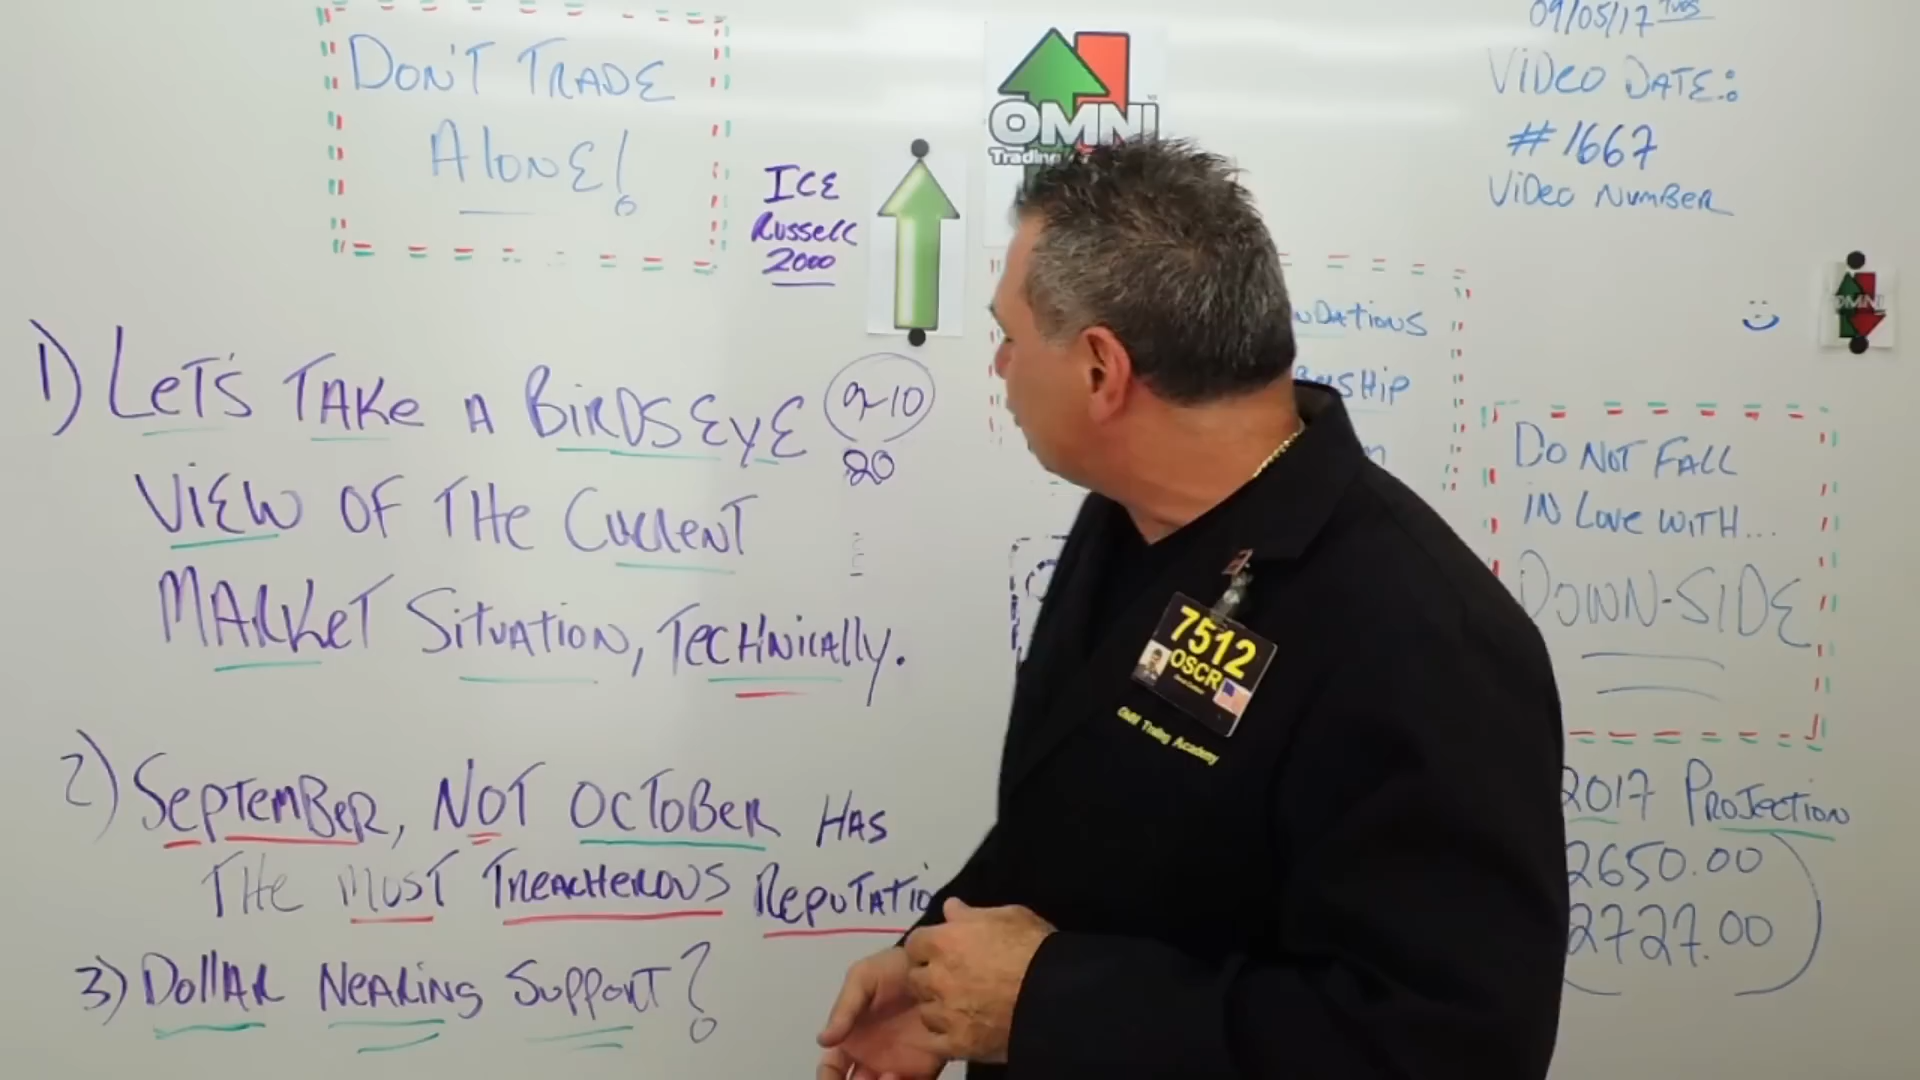 DON'T TRADE
ALONE!
ICE
Russell
2000
OMNI
Trading
09/05/17 Tues
VIDEO DATE:
#1667
VIDEO NUMBER
OMNI
1) LET'S TAKE A BIRDS EYE
9-10
20
VIEW OF THE CURRENT
MARKET SITUATION, TECHNICALLY.
2) SEPTEMBER, NOT OCTOBER HAS
THE MOST TREACHEROUS REPUTATIO
3) DOLLAR NEARING SUPPORT?
7512
OSCR
OMNI Trading Academy
DO NOT FALL
IN LOVE WITH...
DOWN-SIDE
2017 PROJECTION
2650.00
2727.00